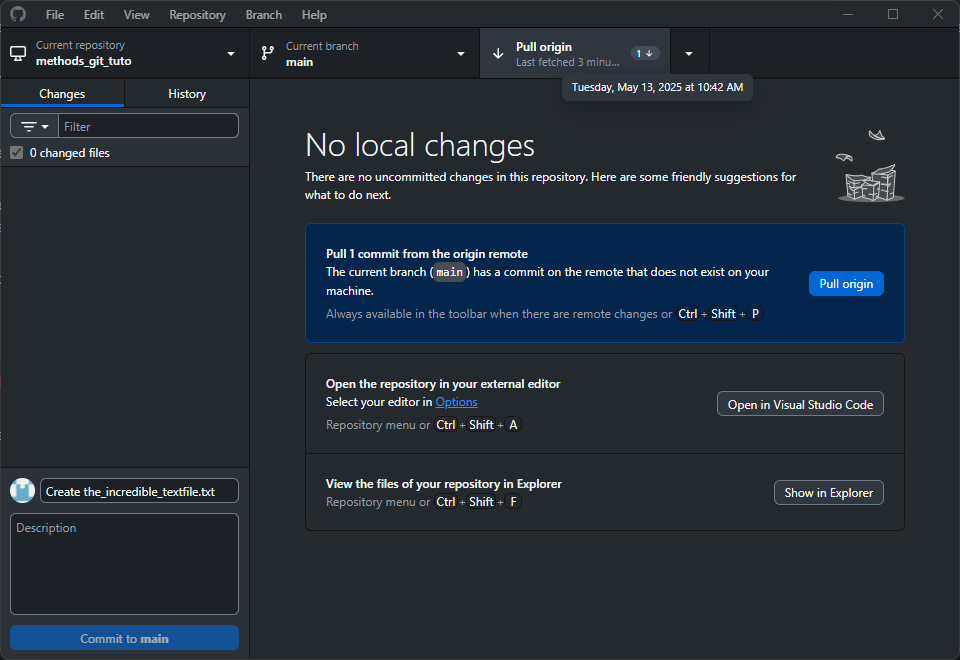 File Edit View Repository Branch Help
Current repository
methods_git_tuto
Current branch
main
Pull origin
Last fetched 3 minu...
1
Tuesday, May 13, 2025 at 10:42 AM
Changes
History
Filter
0 changed files
No local changes
There are no uncommitted changes in this repository. Here are some friendly suggestions for
what to do next.
Pull 1 commit from the origin remote
The current branch (main) has a commit on the remote that does not exist on your
machine.
Always available in the toolbar when there are remote changes or Ctrl + Shift + P
Pull origin
Open the repository in your external editor
Select your editor in Options
Repository menu or Ctrl + Shift + A
Open in Visual Studio Code
View the files of your repository in Explorer
Repository menu or Ctrl + Shift + F
Show in Explorer
Create the_incredible_textfile.txt
Description
Commit to main